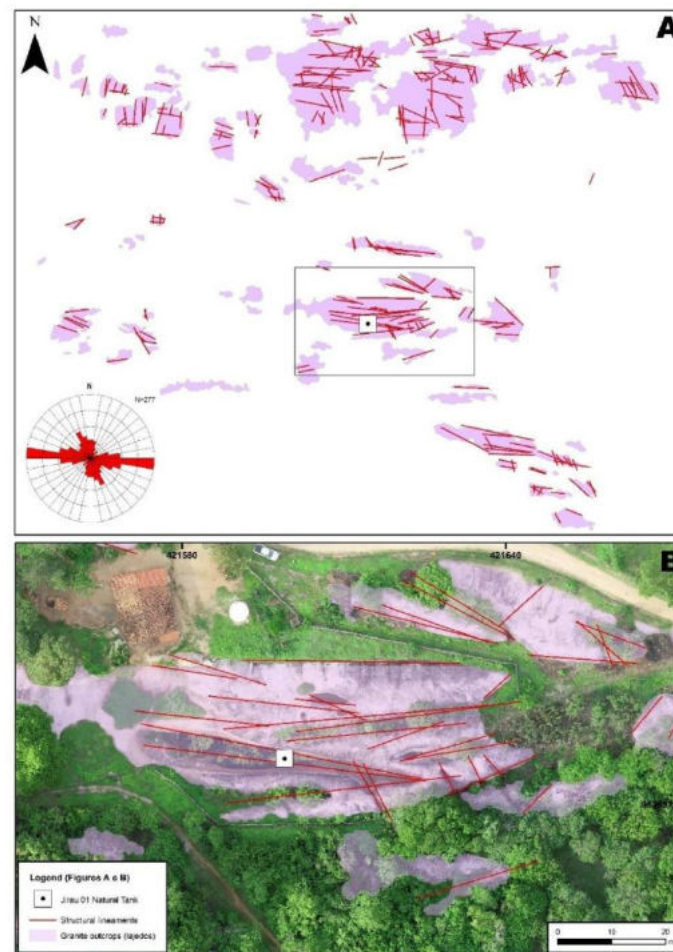 N
A
N
N=277
421580
421640
B
Legend (Figures A e B)
Jirau 01 Natural Tank
Structural lineaments
Granite outcrops (lajedos)
0
10
20
m